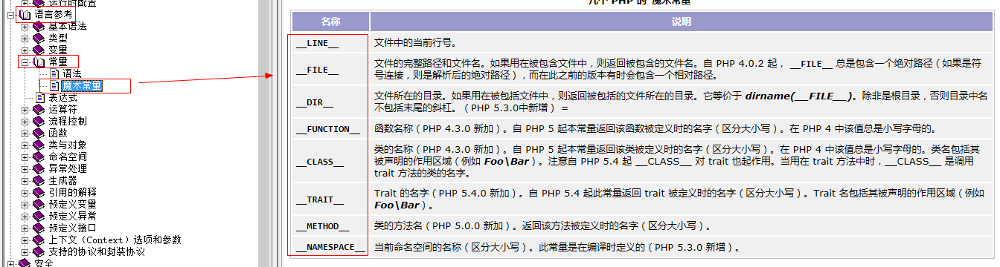 运行时的配置
语言参考
基本语法
类型
变量
常量
语法
魔术常量
表达式
运算符
流程控制
函数
类与对象
命名空间
异常处理
生成器
引用的解释
预定义变量
预定义异常
预定义接口
上下文（Context）选项和参数
支持的协议和封装协议
安全
几个 PHP 的“魔术常量”
名称 说明
__LINE__ 文件中的当前行号。
__FILE__ 文件的完整路径和文件名。如果用在被包含文件中，则返回被包含的文件名。自 PHP 4.0.2 起， __FILE__ 总是包含一个绝对路径（如果是符
号连接，则是解析后的绝对路径），而在此之前的版本有时会包含一个相对路径。
__DIR__ 文件所在的目录。如果用在被包括文件中，则返回被包括的文件所在的目录。它等价于 dirname(__FILE__)。除非是根目录，否则目录中名
不包括末尾的斜杠。（PHP 5.3.0中新增） =
__FUNCTION__ 函数名称（PHP 4.3.0 新加）。自 PHP 5 起本常量返回该函数被定义时的名字（区分大小写）。在 PHP 4 中该值总是小写字母的。
__CLASS__ 类的名称（PHP 4.3.0 新加）。自 PHP 5 起本常量返回该类被定义时的名字（区分大小写）。在 PHP 4 中该值总是小写字母的。类名包括其
被声明的作用区域（例如 Foo\Bar）。注意自 PHP 5.4 起 __CLASS__ 对 trait 也起作用。当用在 trait 方法中时，__CLASS__ 是调用
trait 方法的类的名字。
__TRAIT__ Trait 的名字（PHP 5.4.0 新加）。自 PHP 5.4 起此常量返回 trait 被定义时的名字（区分大小写）。Trait 名包括其被声明的作用区域（例如
Foo\Bar）。
__METHOD__ 类的方法名（PHP 5.0.0 新加）。返回该方法被定义时的名字（区分大小写）。
__NAMESPACE__ 当前命名空间的名称（区分大小写）。此常量是在编译时定义的（PHP 5.3.0 新增）。